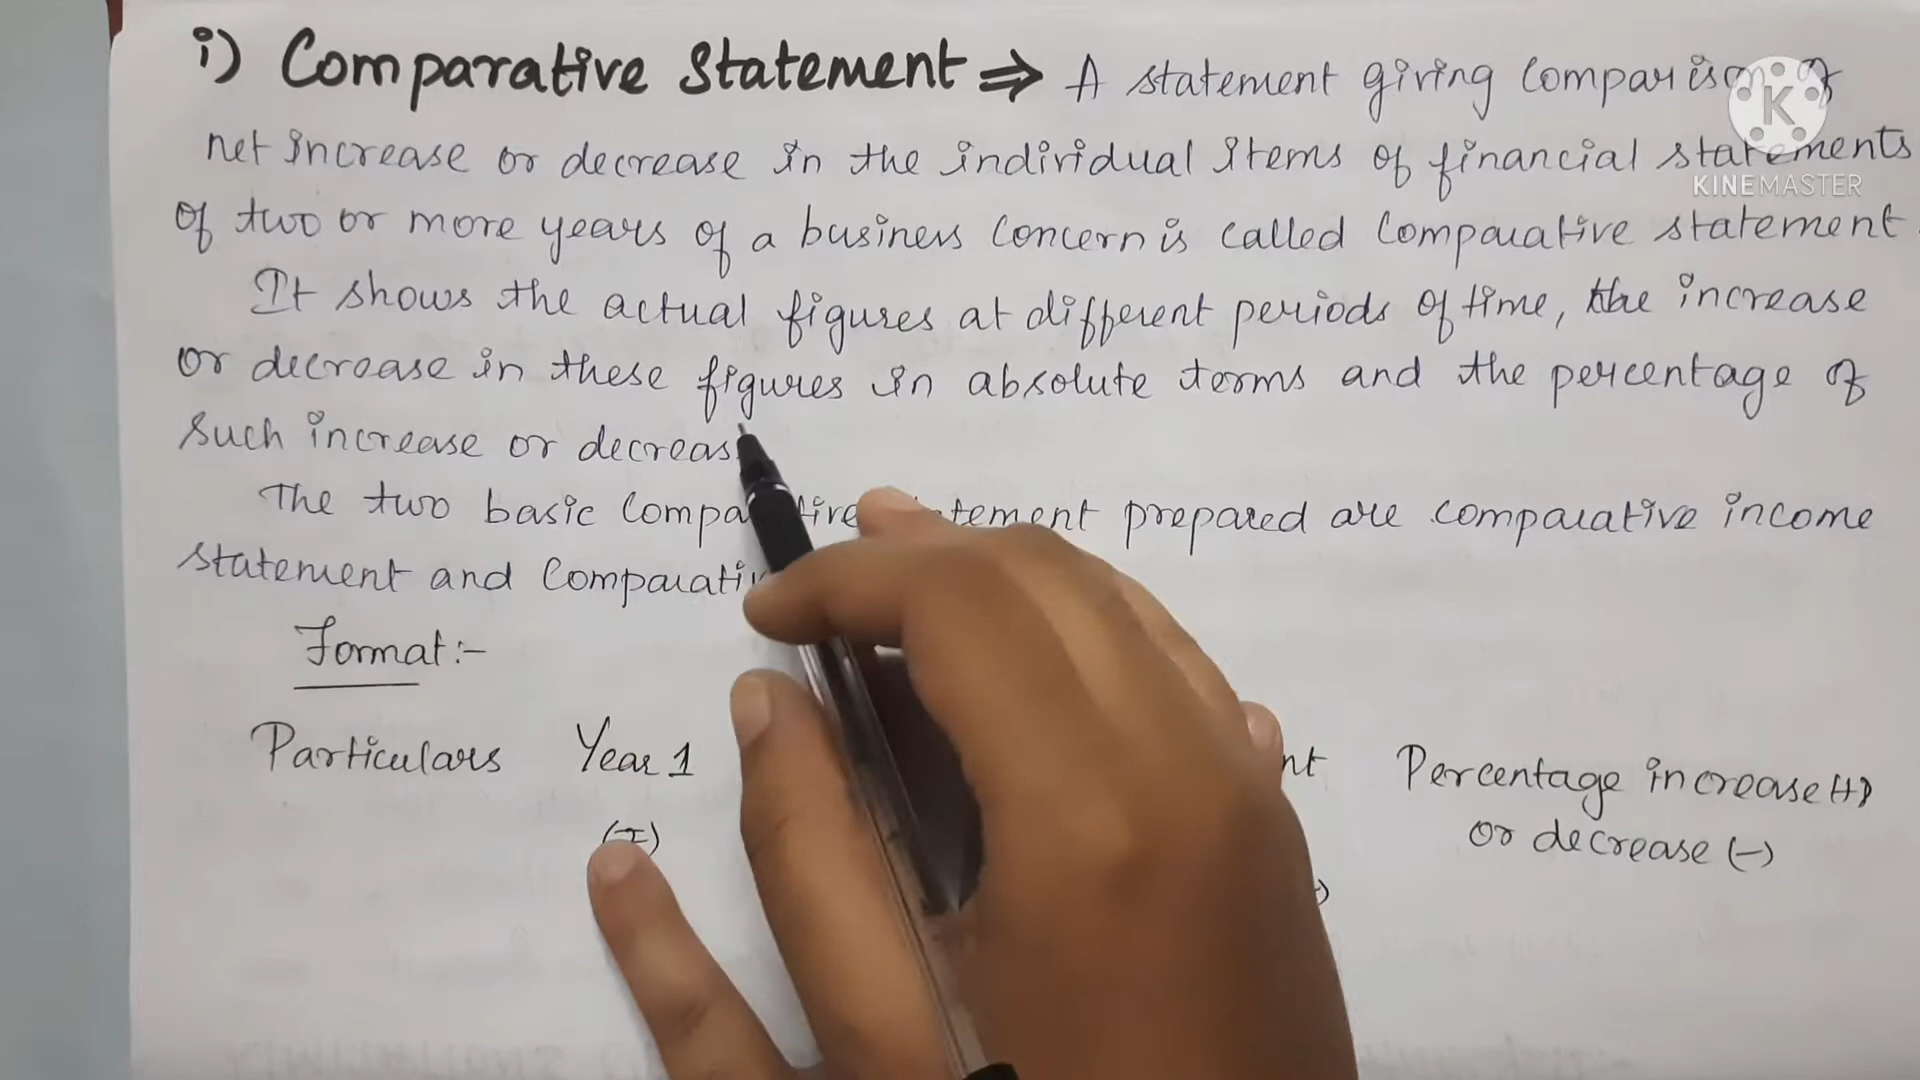 i) Comparative Statement ⇒ A statement giving comparison of
net increase or decrease in the individual items of financial statements
of two or more years of a business concern is called comparative statement.
It shows the actual figures at different periods of time, the increase
or decrease in these figures in absolute terms and the percentage of
such increase or decreas
The two basic prepared are comparative income
statement and
Format:-
Particulars Year 1 Percentage increase (+)
or decrease (-)
K
KINEMASTER